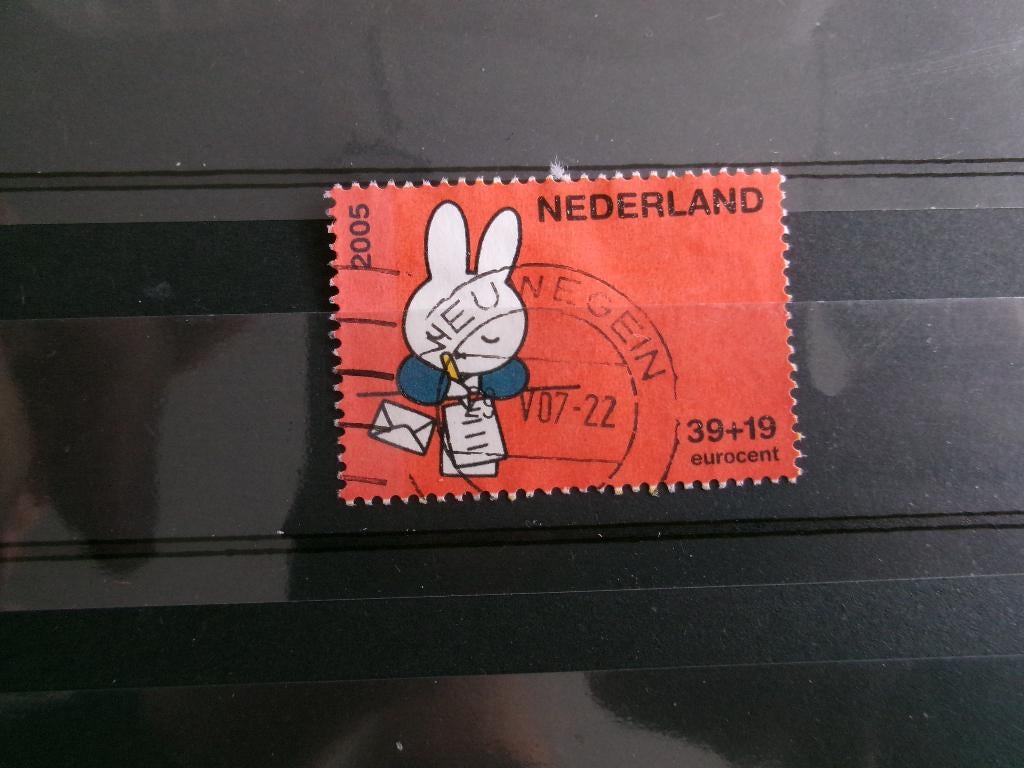 2005
NEDERLAND
NIEUWEGEIN
V07-22
39+19
eurocent